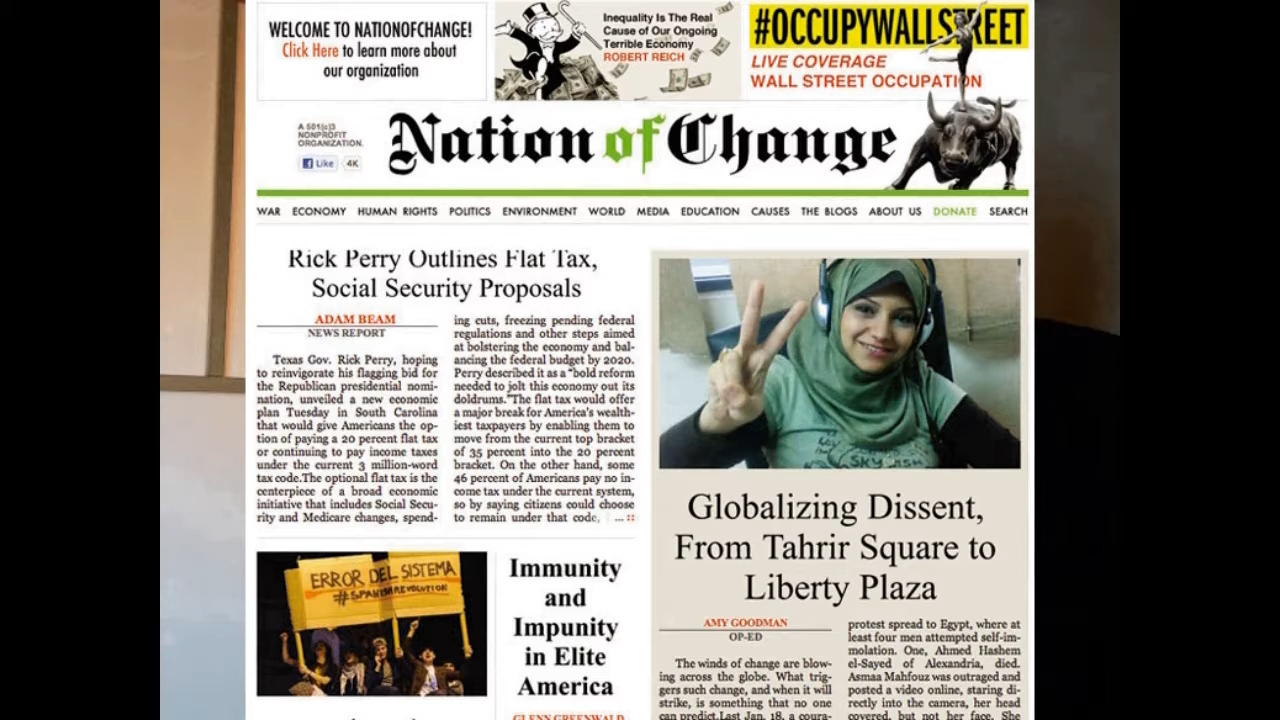 WELCOME TO NATIONOFCHANGE!
Click Here to learn more about
our organization
Inequality Is The Real
Cause of Our Ongoing
Terrible Economy
ROBERT REICH
#OCCUPYWALLSTREET
LIVE COVERAGE
WALL STREET OCCUPATION
A 501(c)3
NONPROFIT
ORGANIZATION.
Like 4K
Nation of Change
WAR ECONOMY HUMAN RIGHTS POLITICS ENVIRONMENT WORLD MEDIA EDUCATION CAUSES THE BLOGS ABOUT US DONATE SEARCH
Rick Perry Outlines Flat Tax,
Social Security Proposals
ADAM BEAM
NEWS REPORT
Texas Gov. Rick Perry, hoping
to reinvigorate his flagging bid for
the Republican presidential nomi-
nation, unveiled a new economic
plan Tuesday in South Carolina
that would give Americans the op-
tion of paying a 20 percent flat tax
or continuing to pay income taxes
under the current 3 million-word
tax code.The optional flat tax is the
centerpiece of a broad economic
initiative that includes Social Secu-
rity and Medicare changes, spend-
ing cuts, freezing pending federal
regulations and other steps aimed
at bolstering the economy and bal-
ancing the federal budget by 2020.
Perry described it as a "bold reform
needed to jolt this economy out its
doldrums."The flat tax would offer
a major break for America's wealth-
iest taxpayers by enabling them to
move from the current top bracket
of 35 percent into the 20 percent
bracket. On the other hand, some
46 percent of Americans pay no in-
come tax under the current system,
so by saying citizens could choose
to remain under that code, ... ::
ERROR DEL SISTEMA
#SPANISHREVOLUTION
Immunity
and
Impunity
in Elite
America
GLENN GREENWALD
Globalizing Dissent,
From Tahrir Square to
Liberty Plaza
AMY GOODMAN
OP-ED
The winds of change are blow-
ing across the globe. What trig-
gers such change, and when it will
strike, is something that no one
can predict.Last Jan. 18, a coura-
protest spread to Egypt, where at
least four men attempted self-im-
molation. One, Ahmed Hashem
el-Sayed of Alexandria, died.
Asmaa Mahfouz was outraged and
posted a video online, staring di-
rectly into the camera, her head
covered, but not her face. She